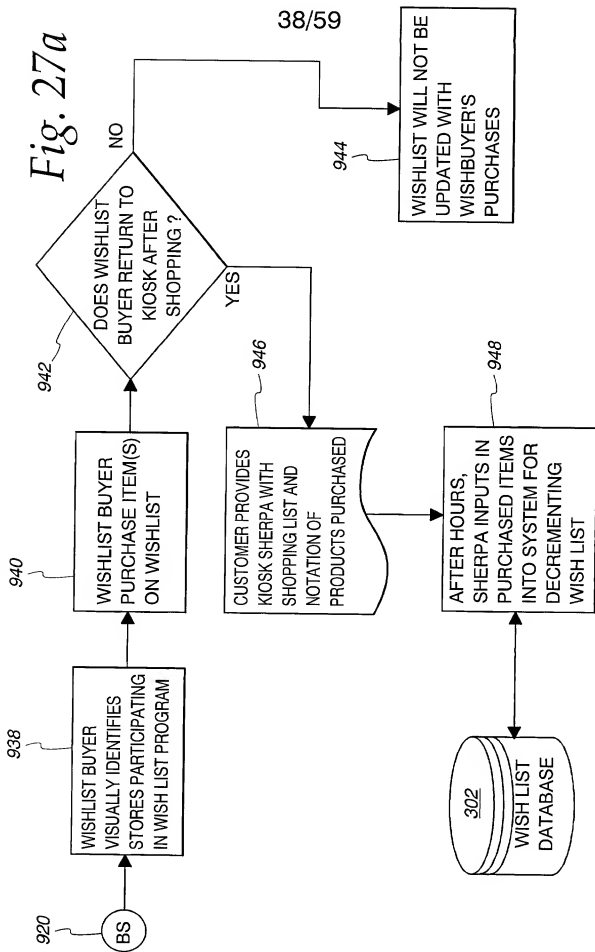 38/59
Fig. 27a
920
BS
938
WISHLIST BUYER
VISUALLY IDENTIFIES
STORES PARTICIPATING
IN WISH LIST PROGRAM
940
WISHLIST BUYER
PURCHASE ITEM(S)
ON WISHLIST
942
DOES WISHLIST
BUYER RETURN TO
KIOSK AFTER
SHOPPING ?
NO
YES
944
WISHLIST WILL NOT BE
UPDATED WITH
WISHBUYER'S
PURCHASES
946
CUSTOMER PROVIDES
KIOSK SHERPA WITH
SHOPPING LIST AND
NOTATION OF
PRODUCTS PURCHASED
948
AFTER HOURS,
SHERPA INPUTS IN
PURCHASED ITEMS
INTO SYSTEM FOR
DECREMENTING
WISH LIST
302
WISH LIST
DATABASE